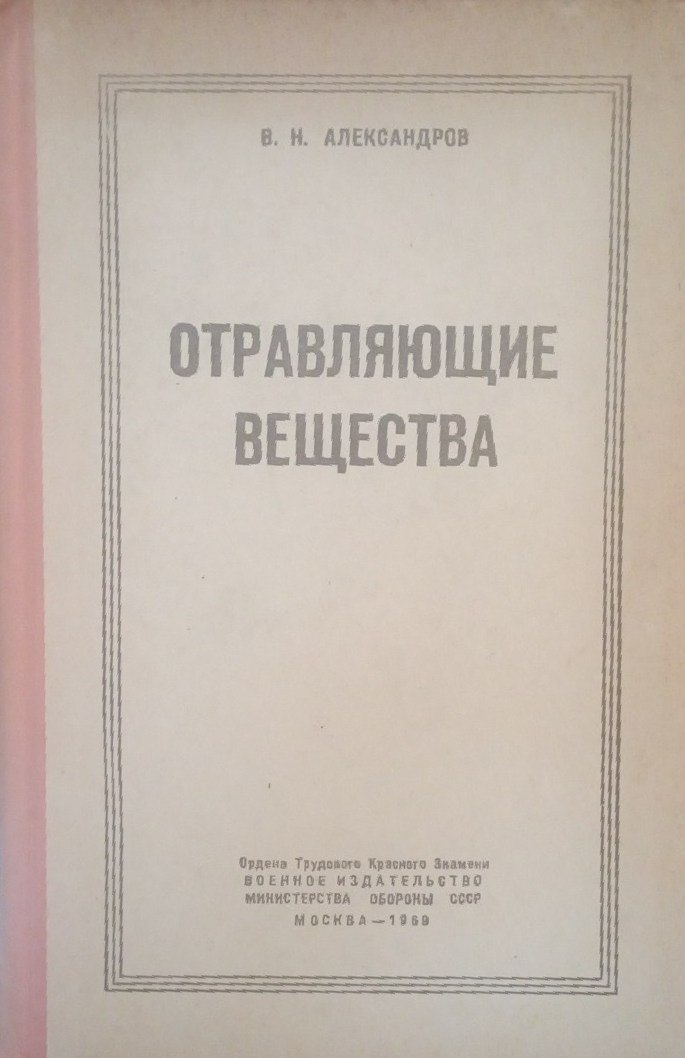 В. Н. АЛЕКСАНДРОВ
ОТРАВЛЯЮЩИЕ
ВЕЩЕСТВА
Ордена Трудового Красного Знамени
ВОЕННОЕ ИЗДАТЕЛЬСТВО
МИНИСТЕРСТВА ОБОРОНЫ СССР
МОСКВА — 1969